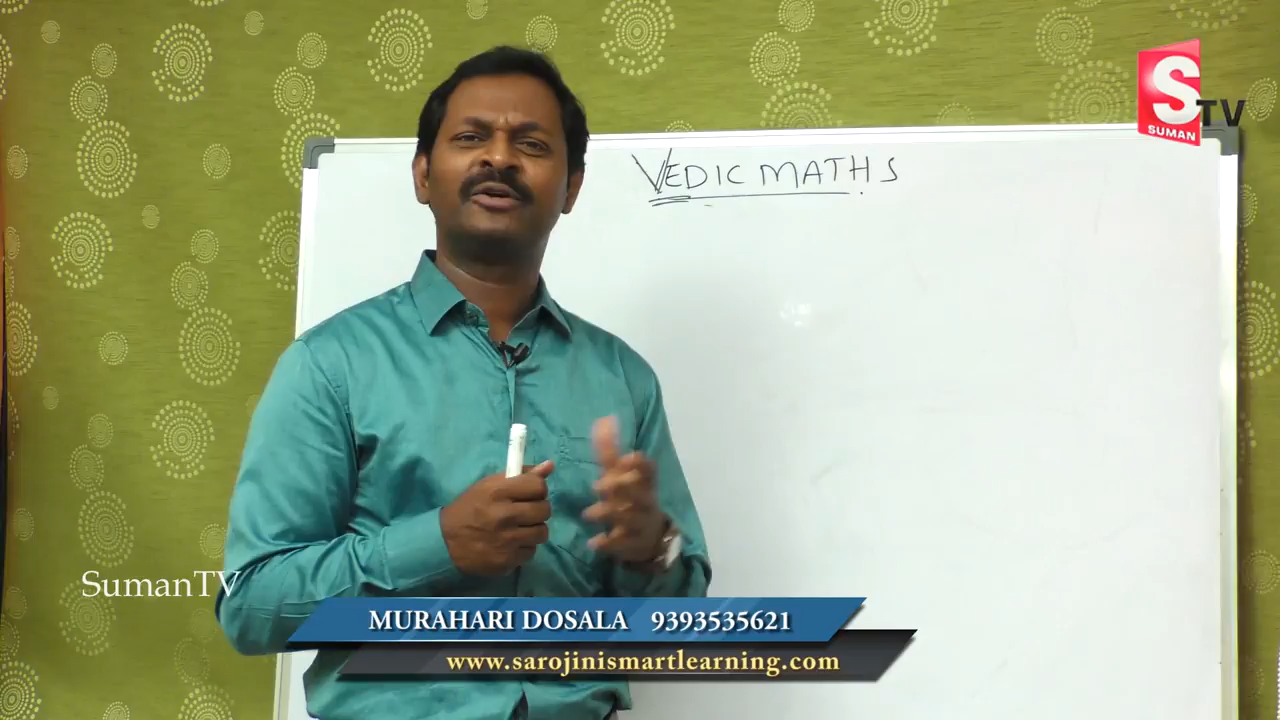 S
TV
SUMAN
VEDIC MATHS
SumanTV
MURAHARI DOSALA 9393535621
www.sarojinismartlearning.com